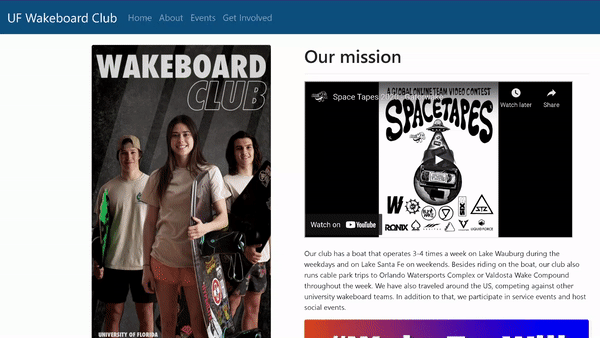 UF Wakeboard Club
Home About Events Get Involved
WAKEBOARD
CLUB
UNIVERSITY OF FLORIDA
Our mission
Space Tapes 2020
Watch later
Share
A GLOBAL ONLINE TEAM VIDEO CONTEST
SPACETAPES
RONIX
LIQUID FORCE
Watch on YouTube
Our club has a boat that operates 3-4 times a week on Lake Wauburg during the
weekdays and on Lake Santa Fe on weekends. Besides riding on the boat, our club also
runs cable park trips to Orlando Watersports Complex or Valdosta Wake Compound
throughout the week. We have also traveled around the US, competing against other
university wakeboard teams. In addition to that, we participate in service events and host
social events.